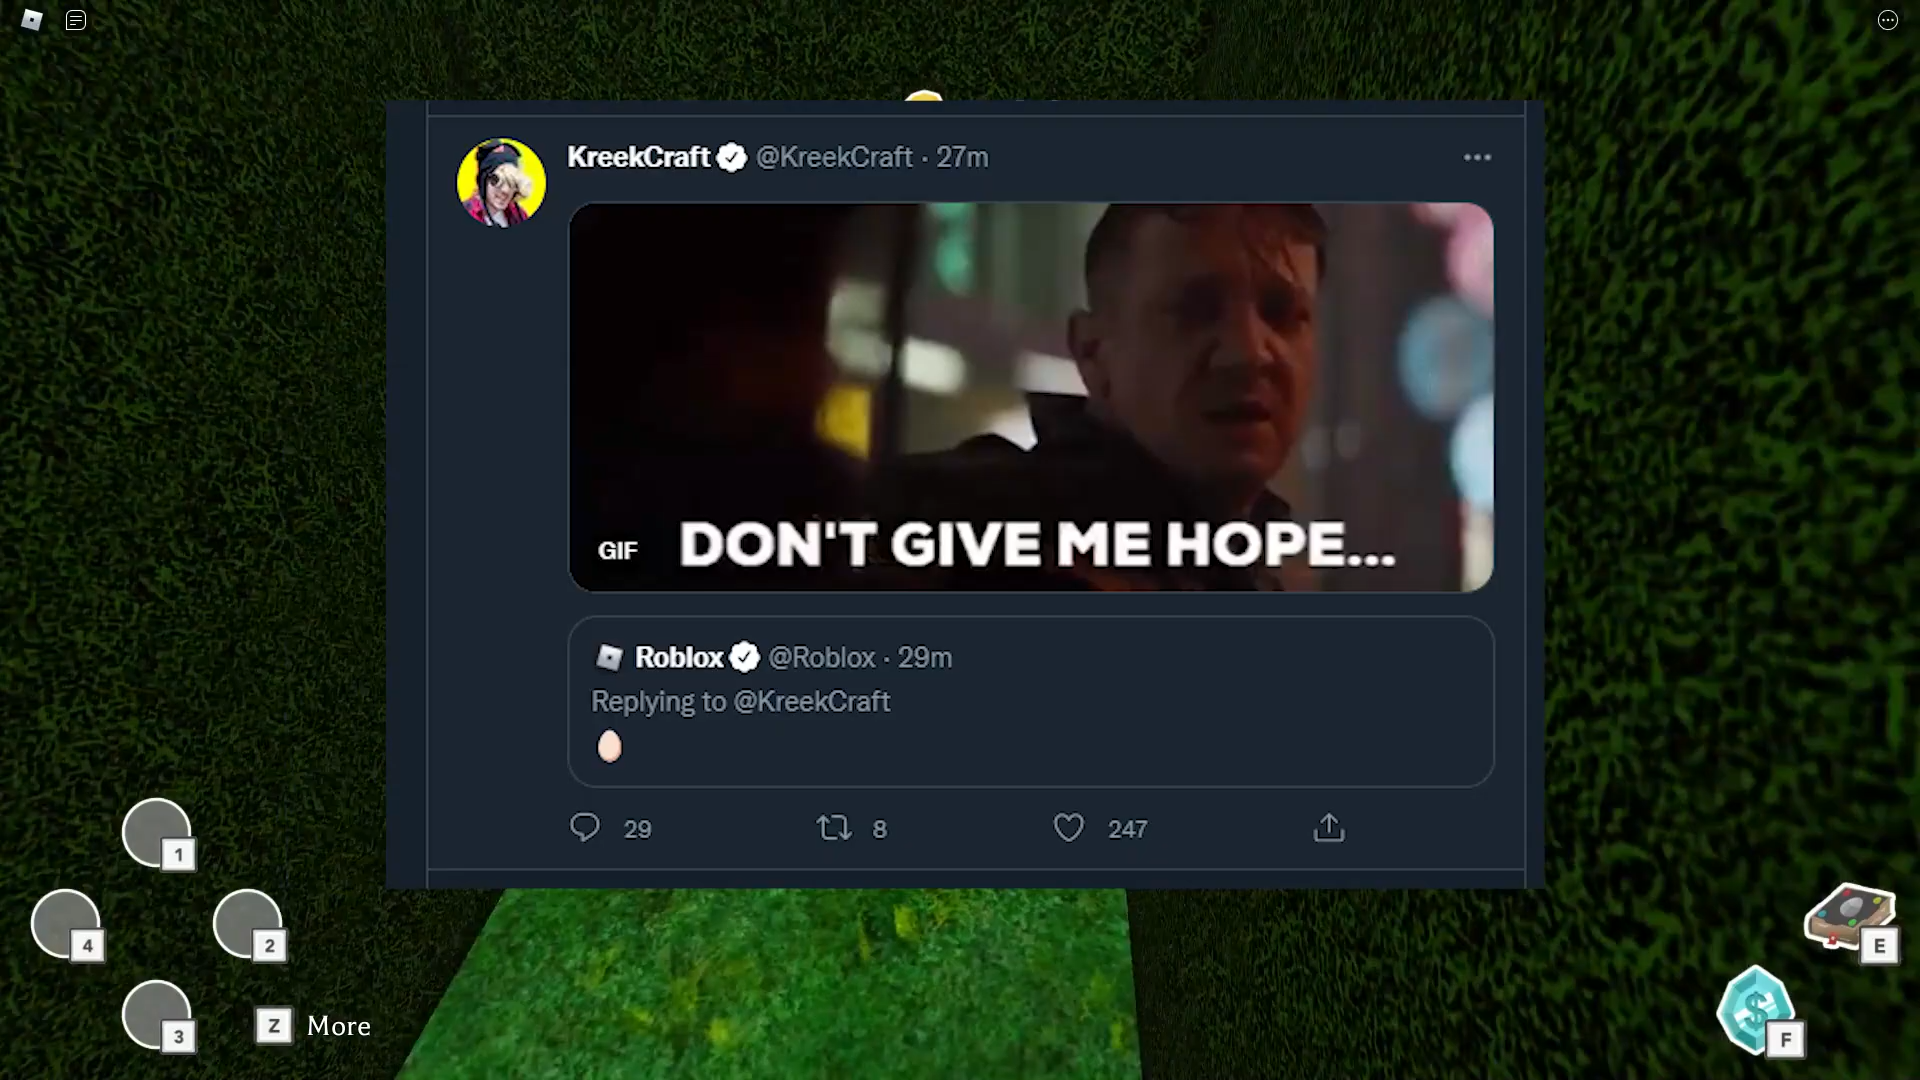 KreekCraft @KreekCraft · 27m
GIF
DON'T GIVE ME HOPE...
Roblox @Roblox · 29m
Replying to @KreekCraft
29 8 247
1
4 2
3
Z More
E
$
F